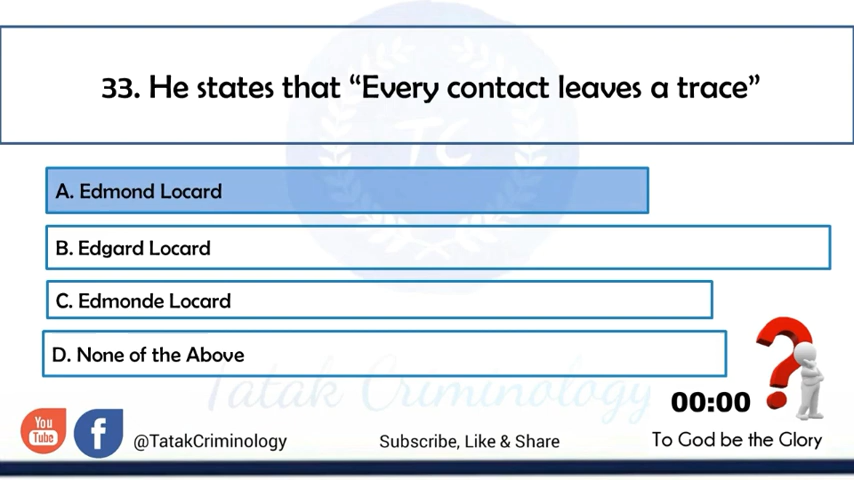 33. He states that “Every contact leaves a trace”
TC
A. Edmond Locard
B. Edgard Locard
C. Edmonde Locard
D. None of the Above
Tatak Criminology
00:00
You
Tube
f
@TatakCriminology
Subscribe, Like & Share
To God be the Glory